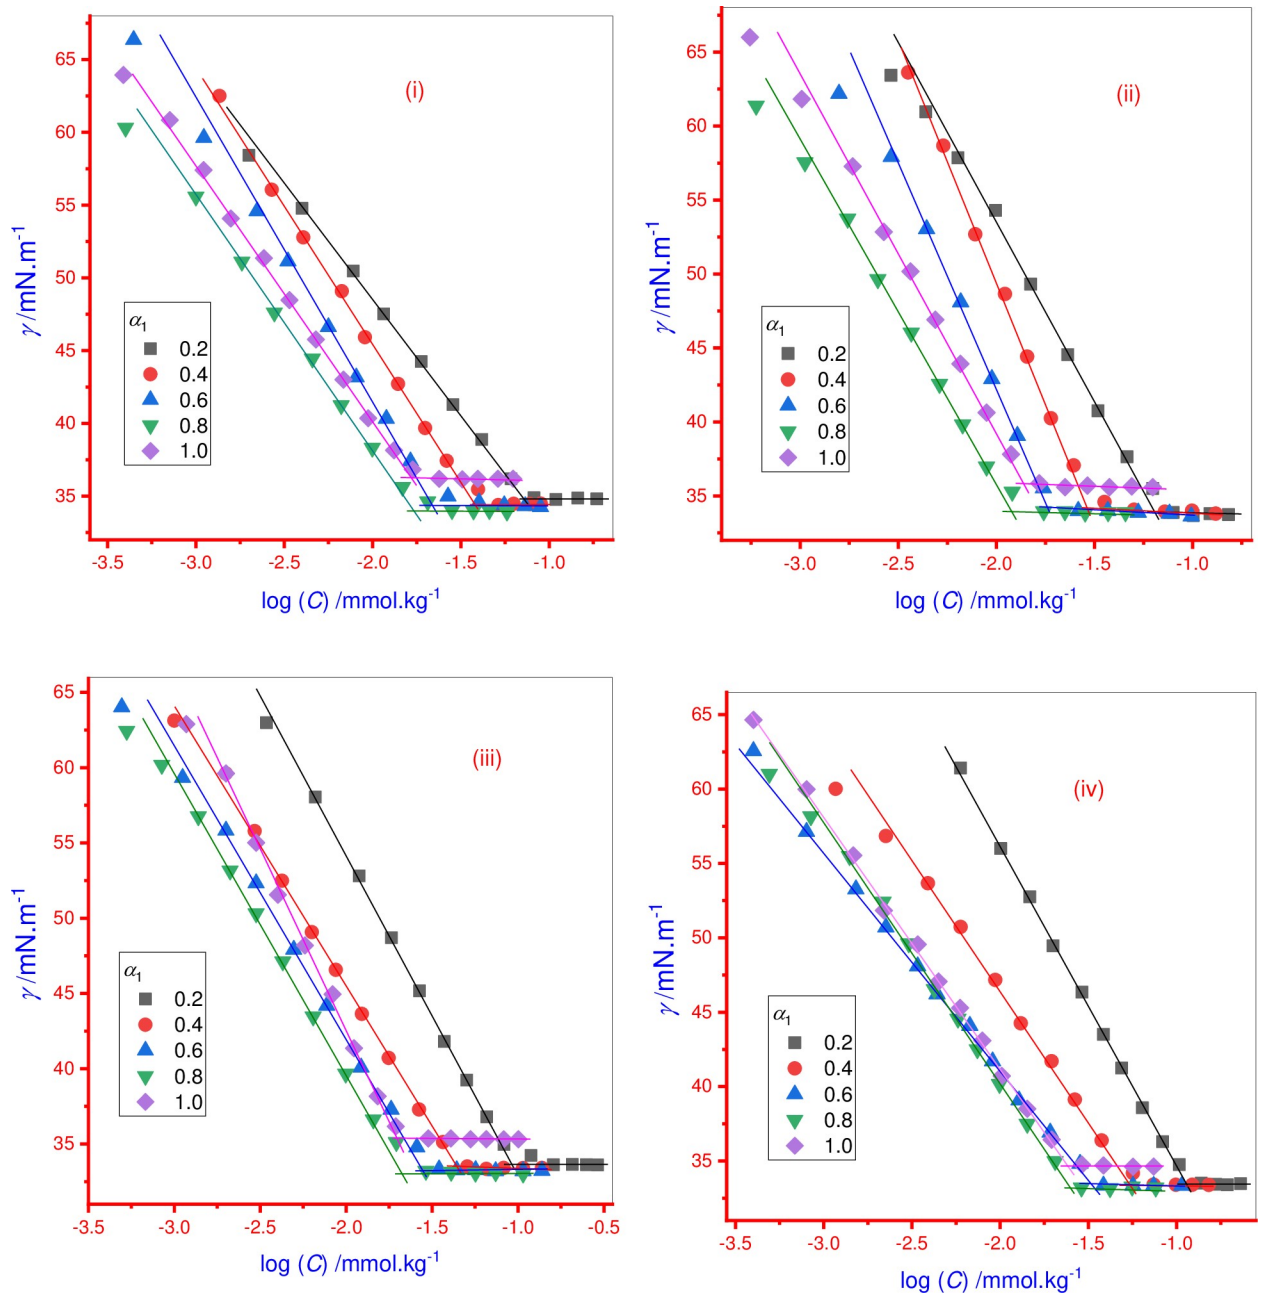 (i)
65
60
55
50
45
40
35
γ /mN.m-1
α1
0.2
0.4
0.6
0.8
1.0
-3.5 -3.0 -2.5 -2.0 -1.5 -1.0
log (C) /mmol.kg-1
(ii)
65
60
55
50
45
40
35
γ /mN.m-1
α1
0.2
0.4
0.6
0.8
1.0
-3.0 -2.5 -2.0 -1.5 -1.0
log (C) /mmol.kg-1
(iii)
65
60
55
50
45
40
35
γ /mN.m-1
α1
0.2
0.4
0.6
0.8
1.0
-3.5 -3.0 -2.5 -2.0 -1.5 -1.0 -0.5
log (C) /mmol.kg-1
(iv)
65
60
55
50
45
40
35
γ /mN.m-1
α1
0.2
0.4
0.6
0.8
1.0
-3.5 -3.0 -2.5 -2.0 -1.5 -1.0
log (C) /mmol.kg-1